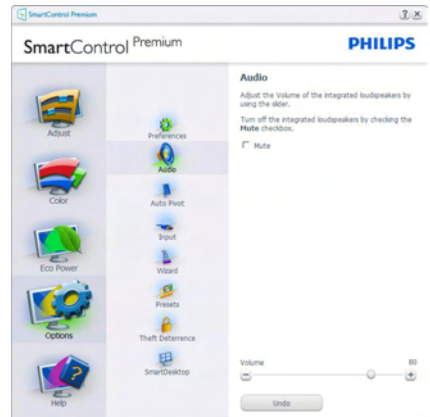 SmartControl Premium
SmartControl Premium
PHILIPS
Adjust
Color
Eco Power
Options
Help
Preferences
Audio
Auto Pivot
Input
Wizard
Presets
Theft Deterrence
SmartDesktop
Audio
Adjust the Volume of the integrated loudspeakers by
using the slider.
Turn off the integrated loudspeakers by checking the
Mute checkbox.
Mute
Volume 80
Undo